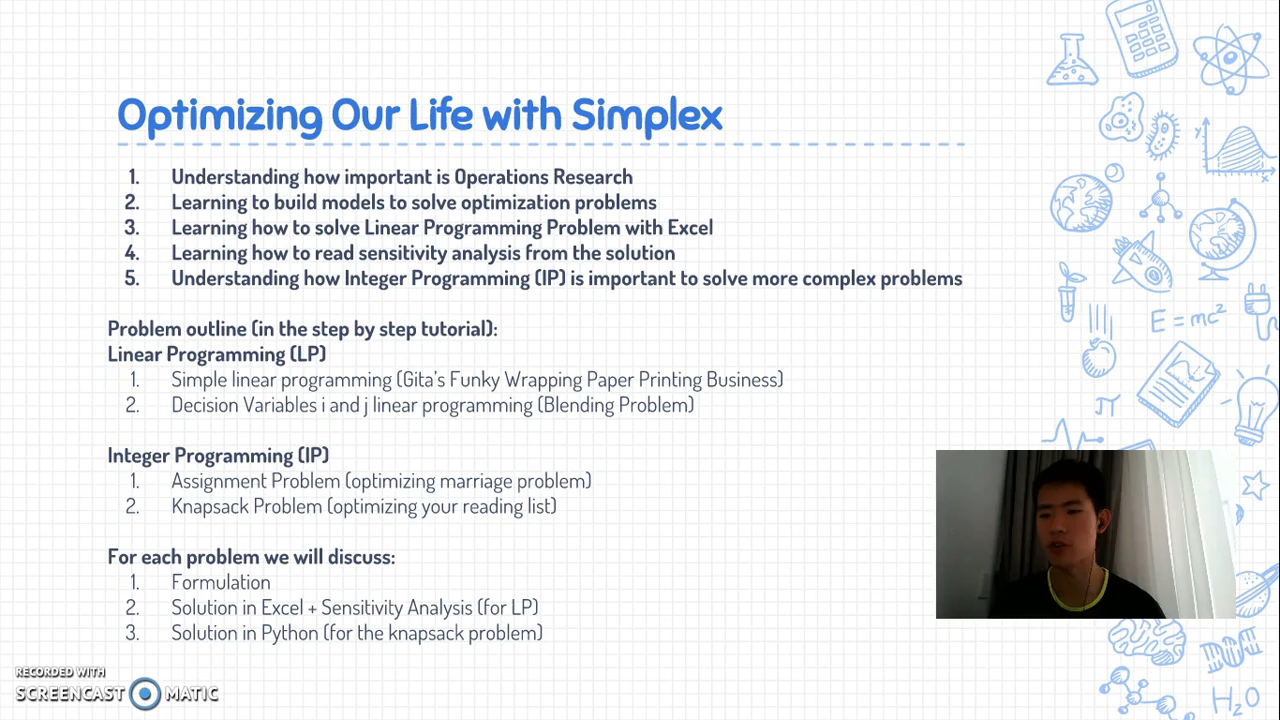 Optimizing Our Life with Simplex
1. Understanding how important is Operations Research
2. Learning to build models to solve optimization problems
3. Learning how to solve Linear Programming Problem with Excel
4. Learning how to read sensitivity analysis from the solution
5. Understanding how Integer Programming (IP) is important to solve more complex problems
Problem outline (in the step by step tutorial):
Linear Programming (LP)
1. Simple linear programming (Gita's Funky Wrapping Paper Printing Business)
2. Decision Variables i and j linear programming (Blending Problem)
Integer Programming (IP)
1. Assignment Problem (optimizing marriage problem)
2. Knapsack Problem (optimizing your reading list)
For each problem we will discuss:
1. Formulation
2. Solution in Excel + Sensitivity Analysis (for LP)
3. Solution in Python (for the knapsack problem)
RECORDED WITH
SCREENCAST MATIC
y
x
E = mc²
π
H₂O